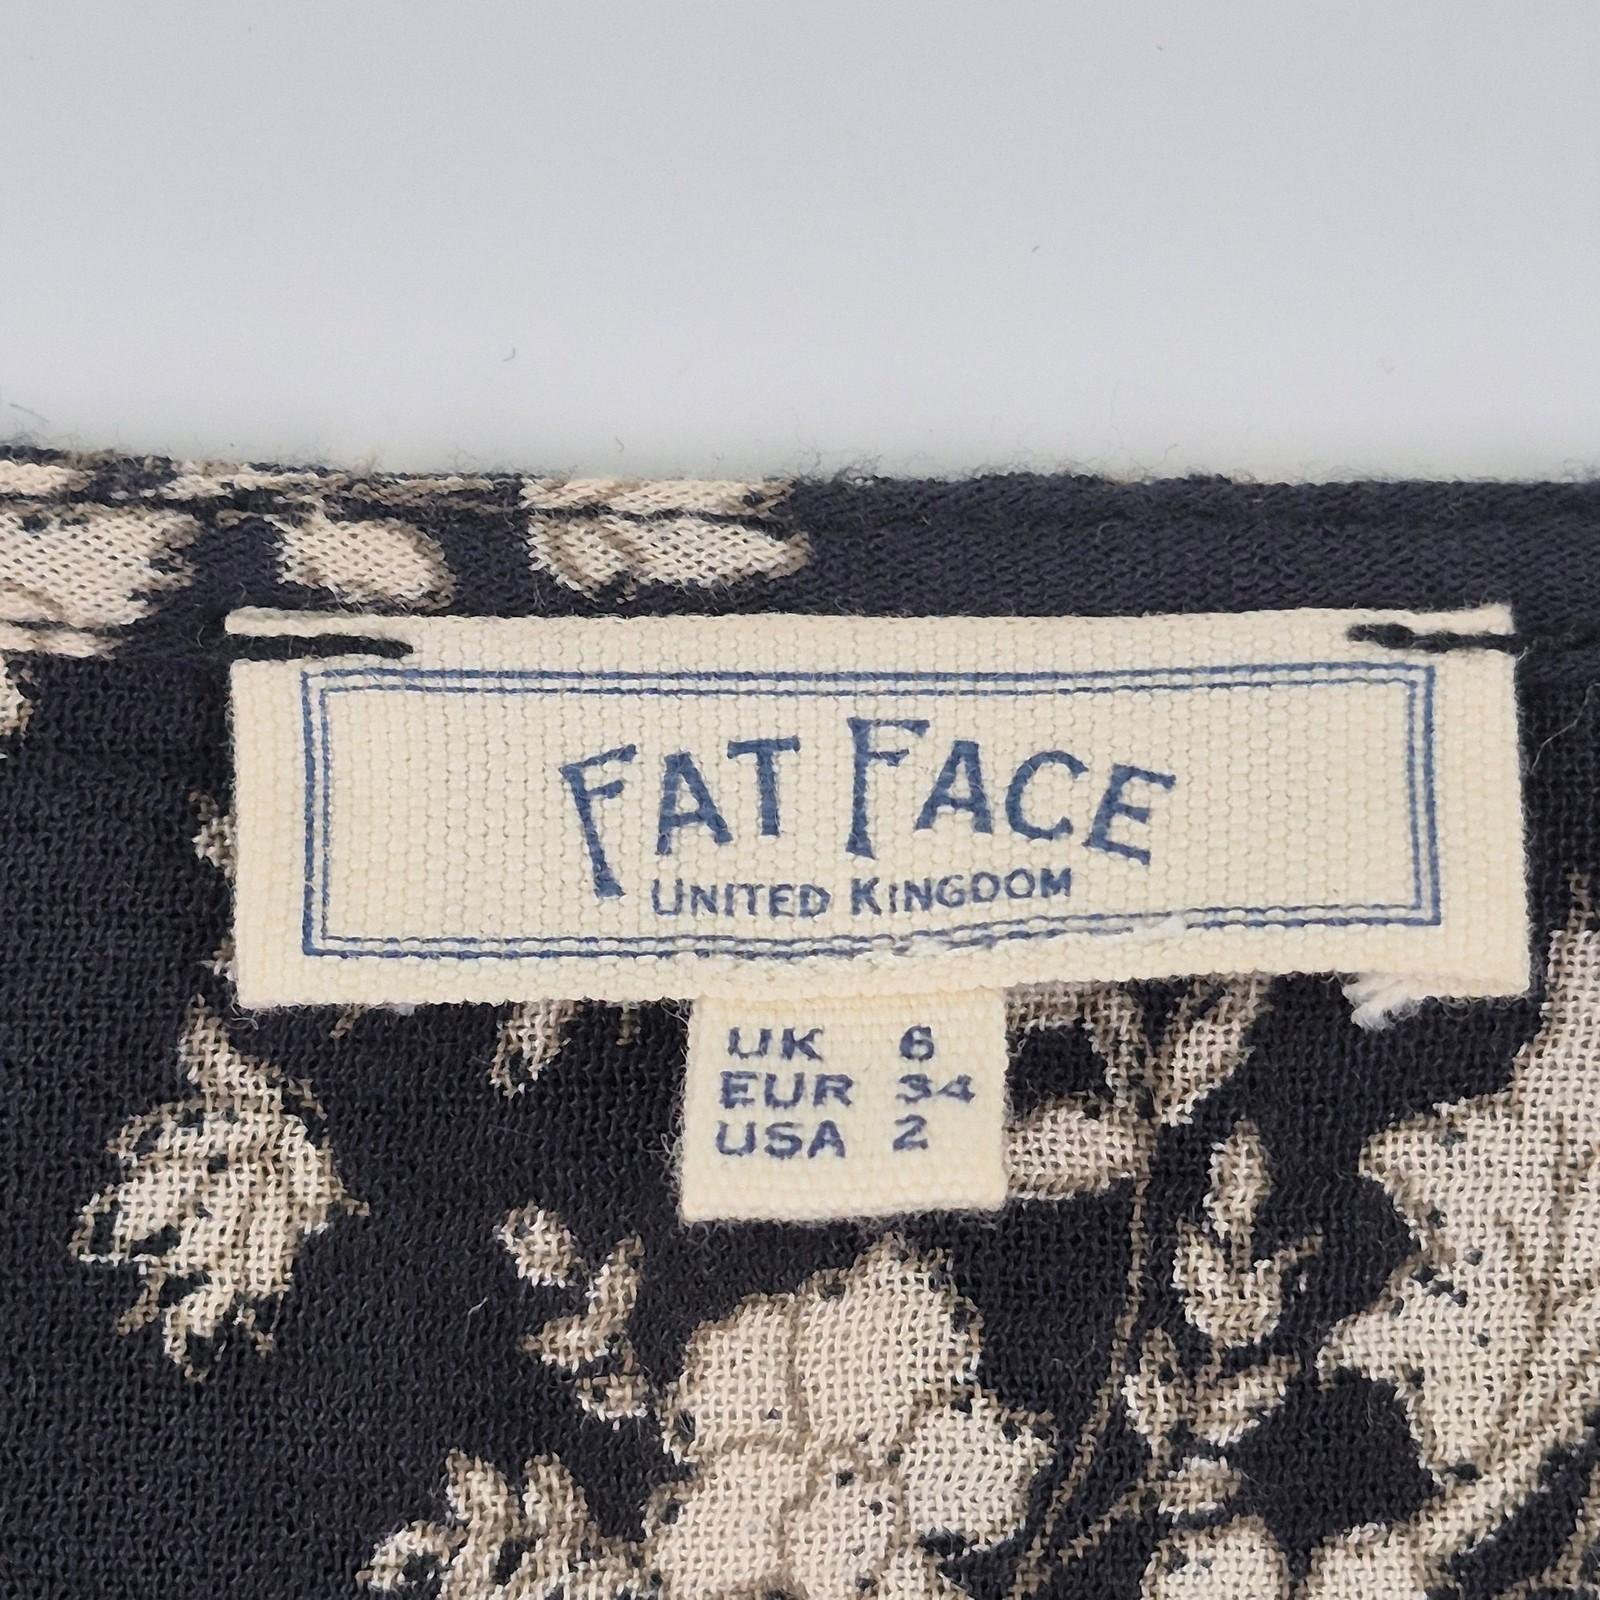 FAT FACE
UNITED KINGDOM
UK 6
EUR 34
USA 2